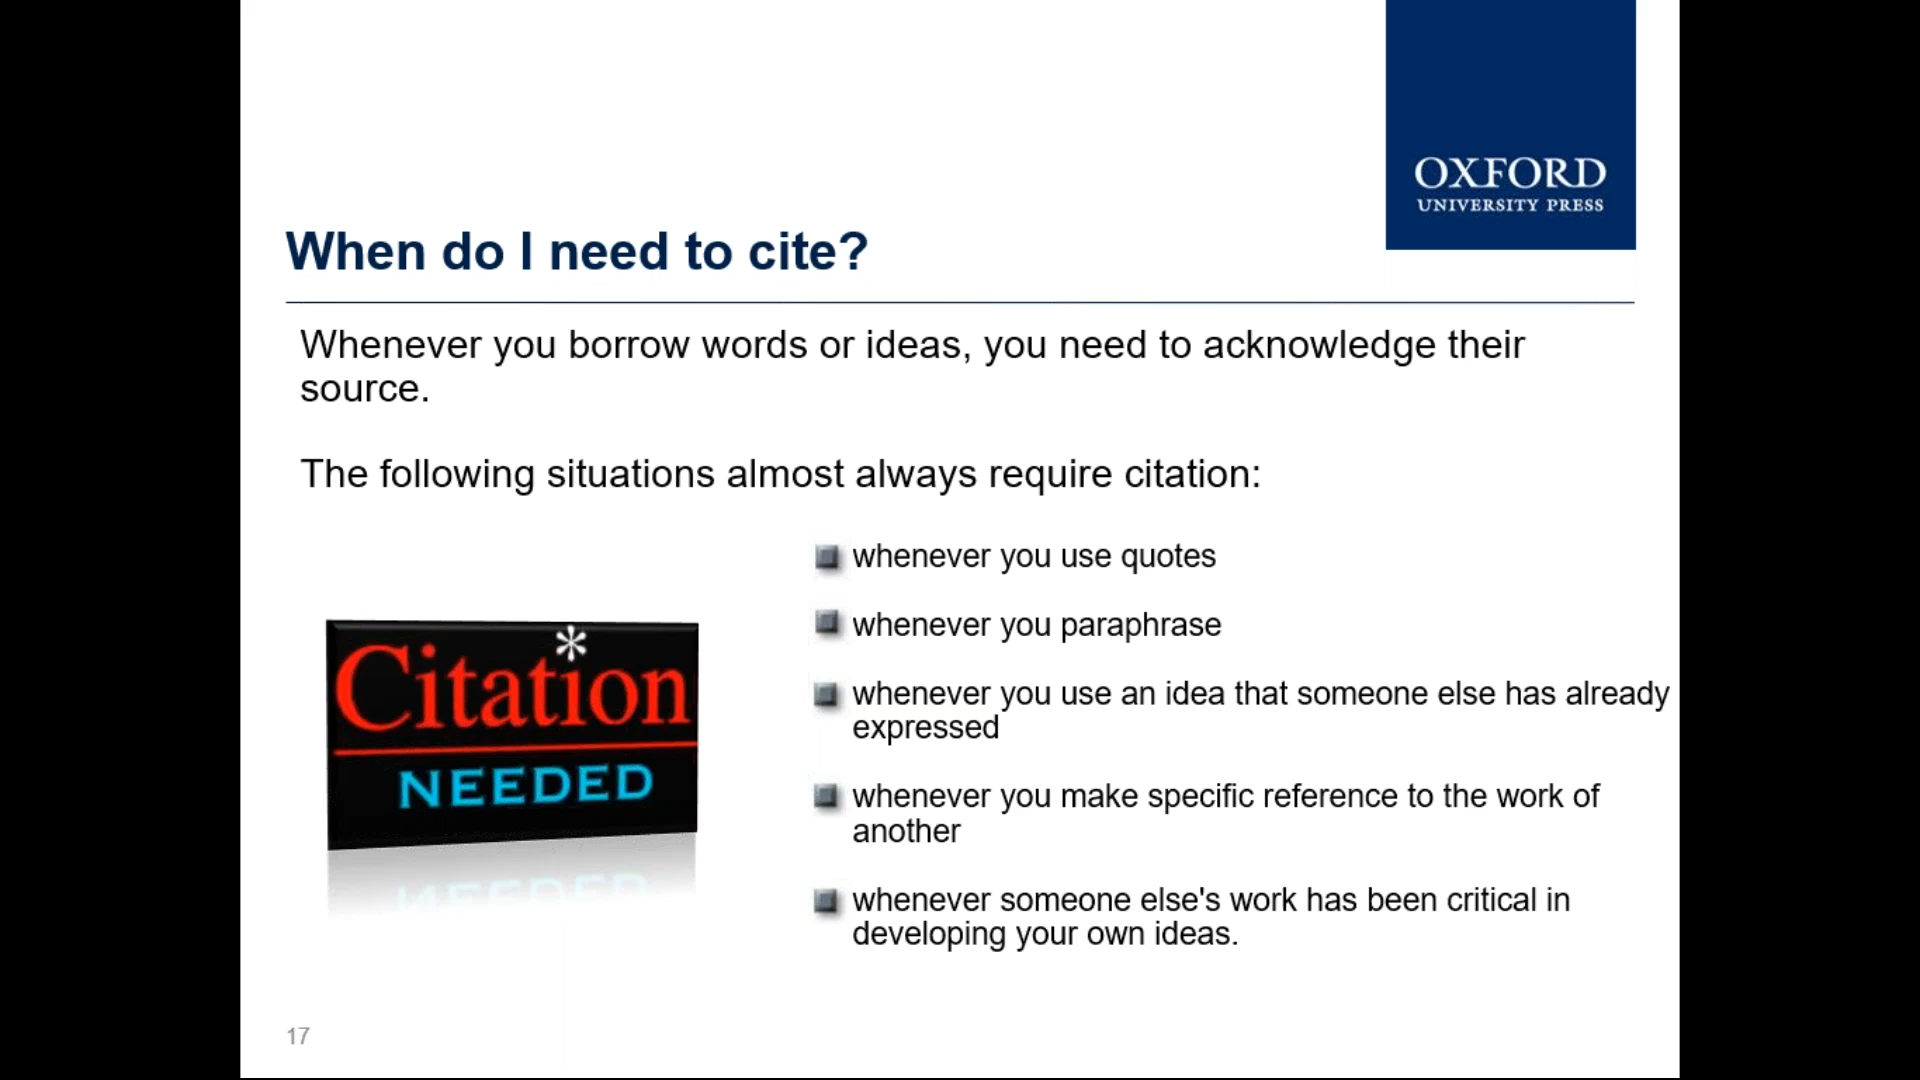 OXFORD
UNIVERSITY PRESS
When do I need to cite?
Whenever you borrow words or ideas, you need to acknowledge their
source.
The following situations almost always require citation:
whenever you use quotes
whenever you paraphrase
whenever you use an idea that someone else has already
expressed
whenever you make specific reference to the work of
another
whenever someone else's work has been critical in
developing your own ideas.
*
Citation
NEEDED
17